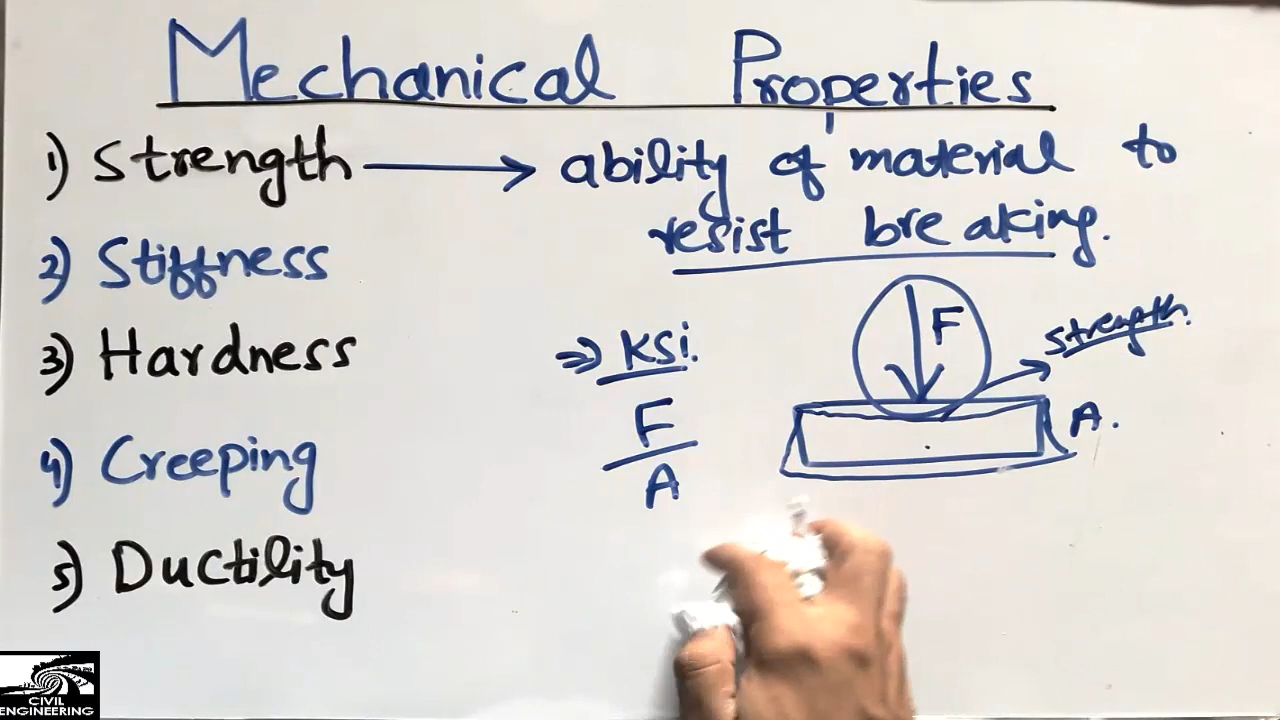 Mechanical Properties
1) Strength → ability of material to
resist breaking.
2) Stiffness
3) Hardness
4) Creeping
5) Ductility
⇒ Ksi.
F
A
F
strength.
A.
CIVIL
ENGINEERING